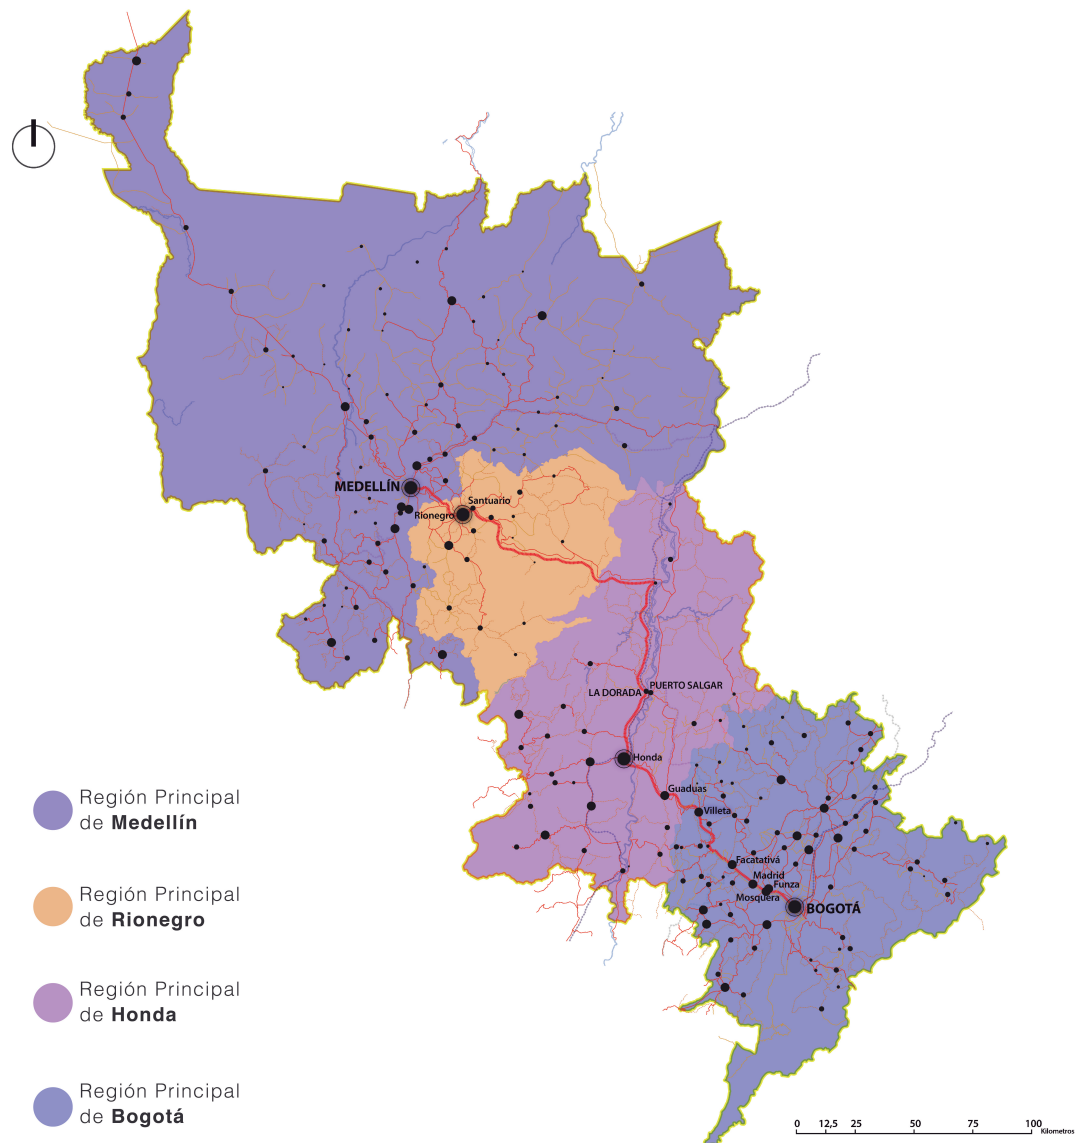 MEDELLÍN
Santuario
Rionegro
LA DORADA
PUERTO SALGAR
Honda
Guaduas
Villeta
Facatativá
Madrid
Funza
Mosquera
BOGOTÁ
Región Principal
de Medellín
Región Principal
de Rionegro
Región Principal
de Honda
Región Principal
de Bogotá
0 12,5 25 50 75 100
Kilometros